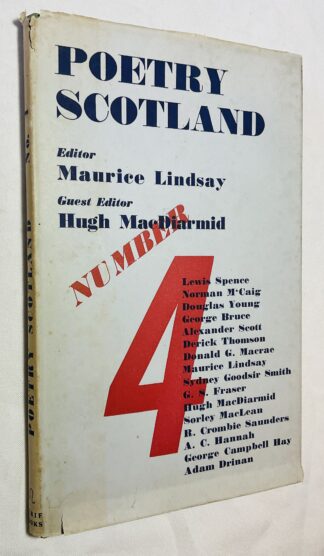 POETRY
SCOTLAND
Editor
Maurice Lindsay
Guest Editor
Hugh MacDiarmid
NUMBER
4
Lewis Spence
Norman McCaig
Douglas Young
George Bruce
Alexander Scott
Derick Thomson
Donald G. Macrae
Maurice Lindsay
Sydney Goodsir Smith
G. S. Fraser
Hugh MacDiarmid
Sorley MacLean
R. Crombie Saunders
A. C. Hannah
George Campbell Hay
Adam Drinan
POETRY SCOTLAND